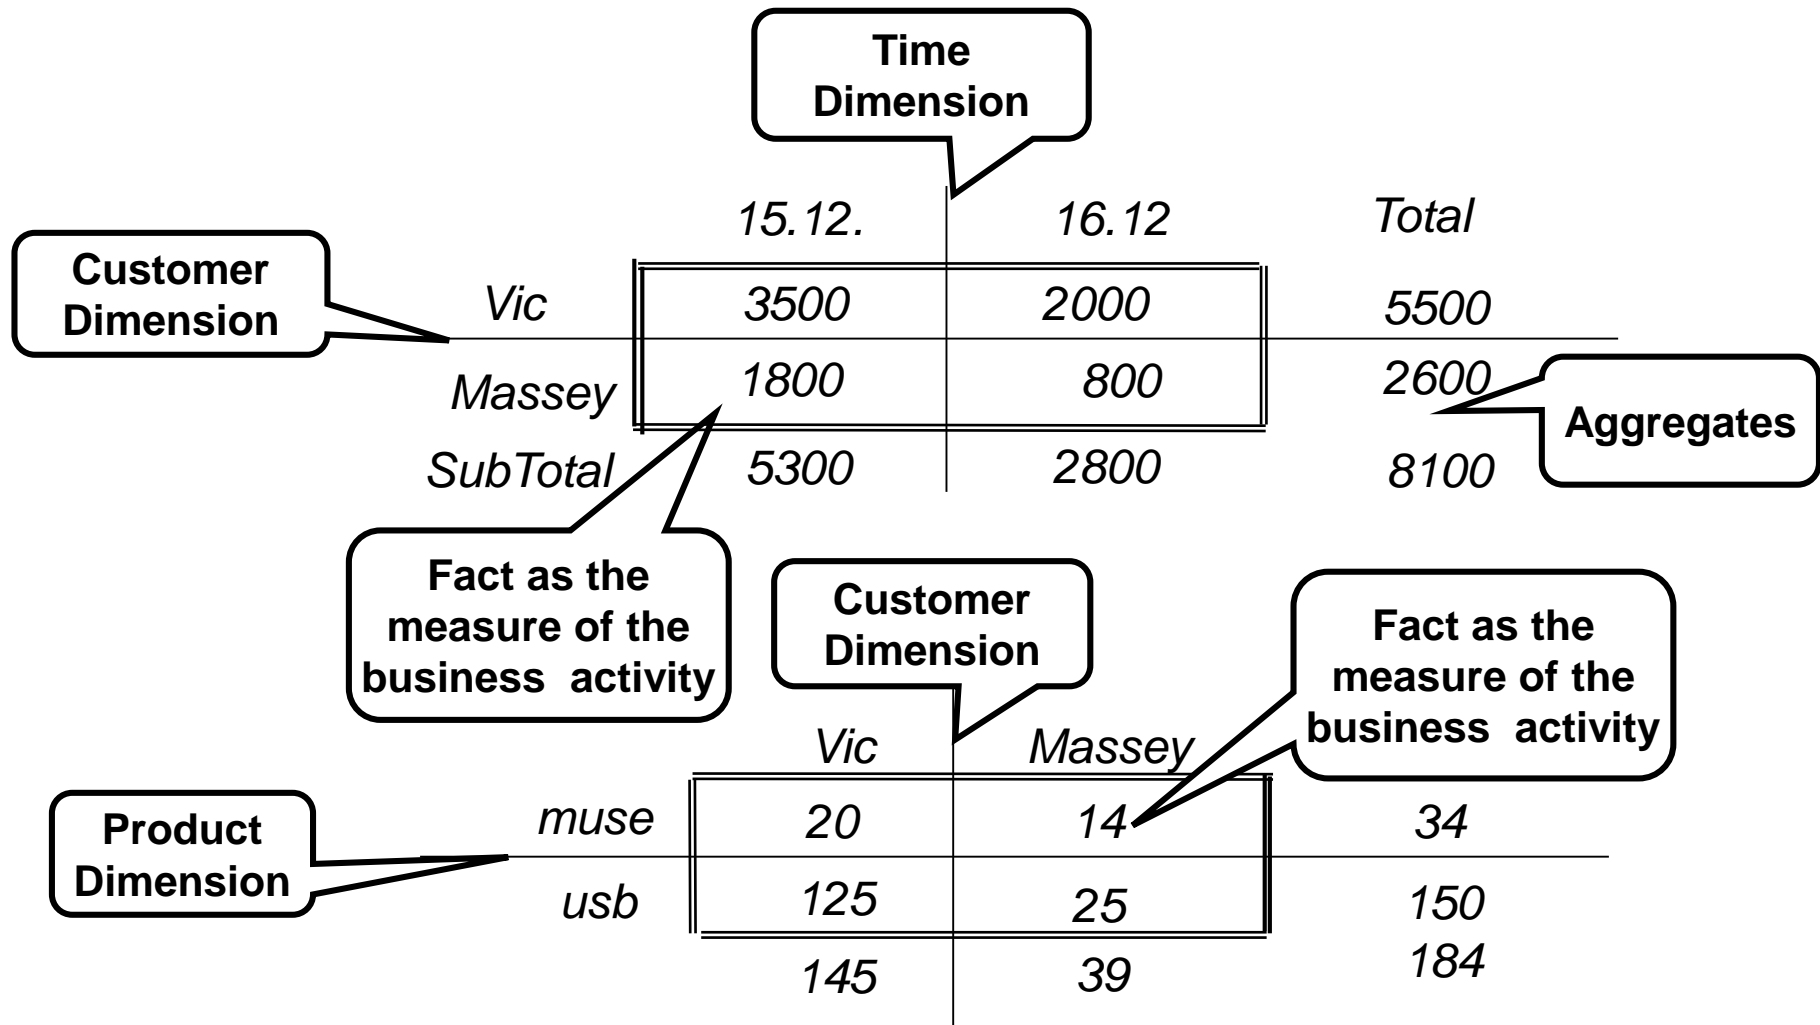 Time
Dimension
15.12. 16.12 Total
Customer
Dimension
Vic 3500 2000 5500
Massey 1800 800 2600
Aggregates
SubTotal 5300 2800 8100
Fact as the
measure of the
business activity
Customer
Dimension
Fact as the
measure of the
business activity
Vic Massey
Product
Dimension
muse 20 14 34
usb 125 25 150
145 39 184